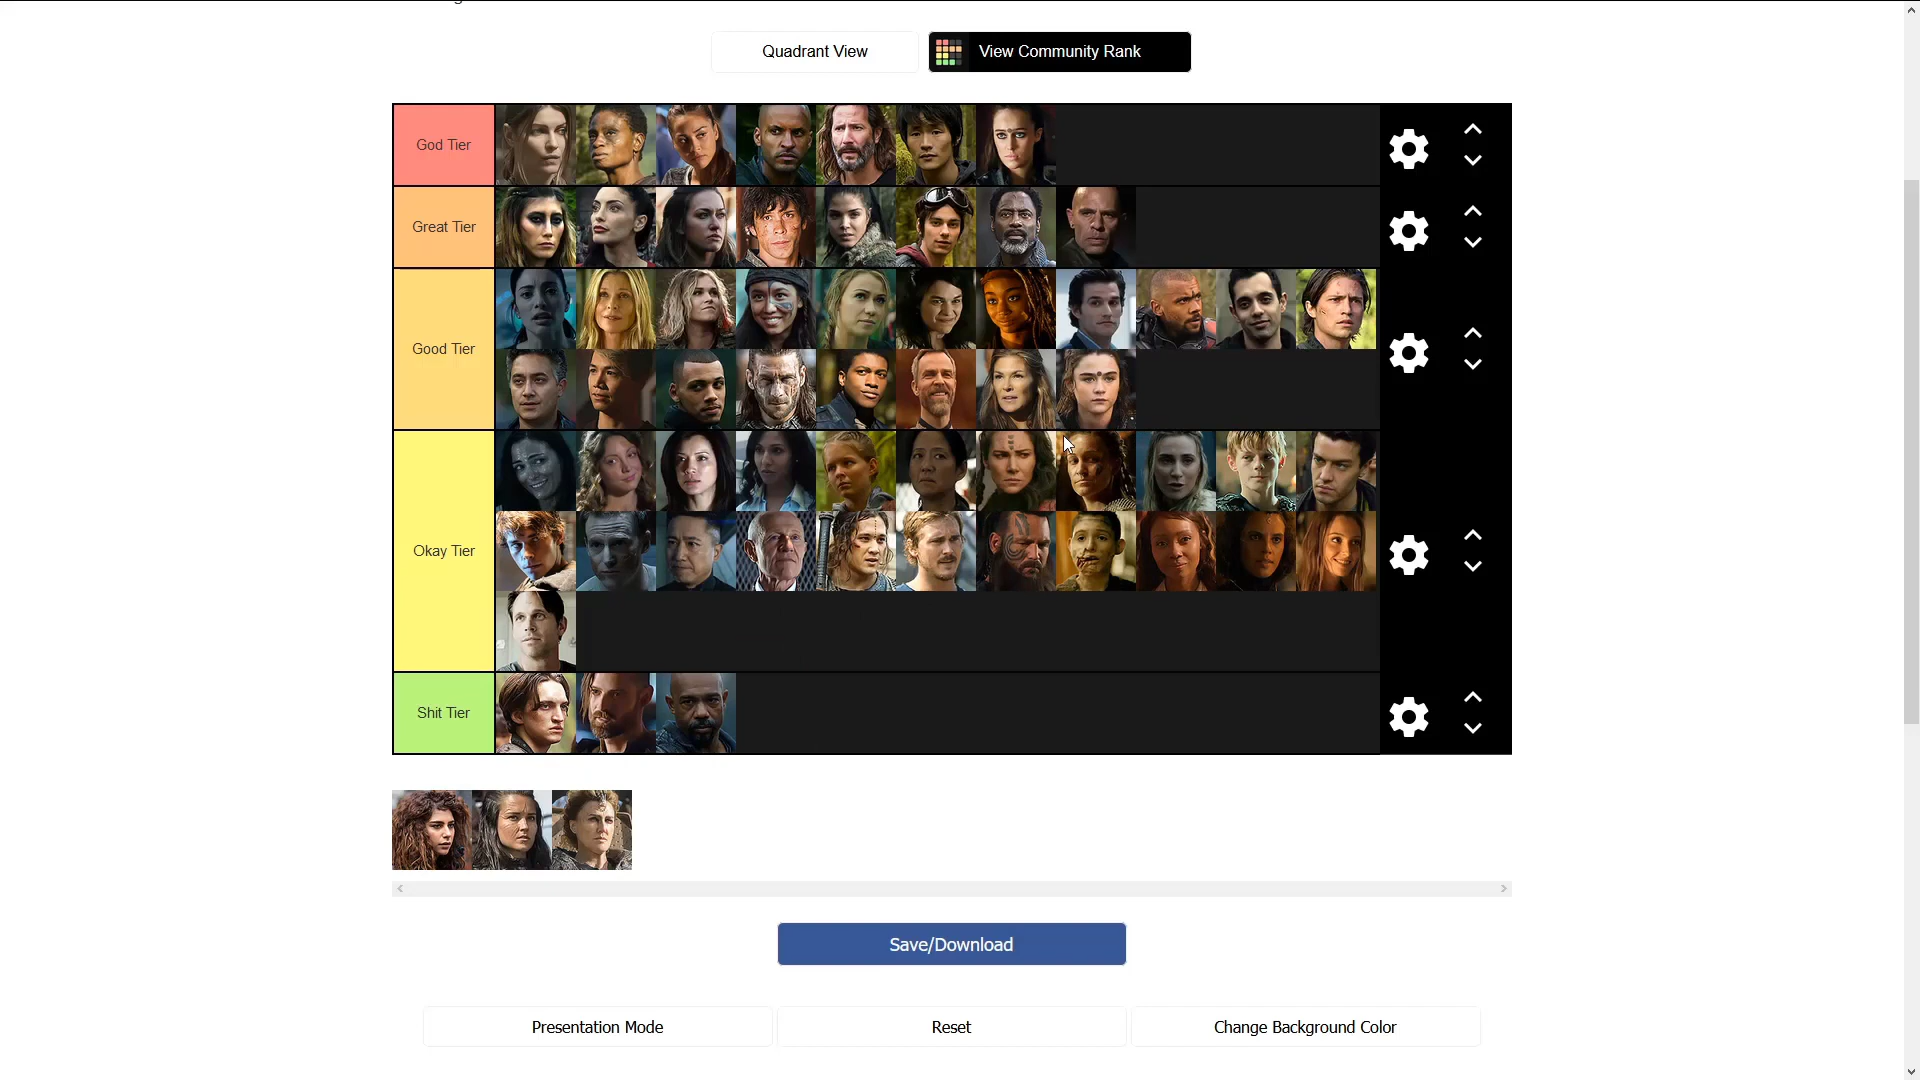 Quadrant View
View Community Rank
God Tier
Great Tier
Good Tier
Okay Tier
Shit Tier
Save/Download
Presentation Mode
Reset
Change Background Color